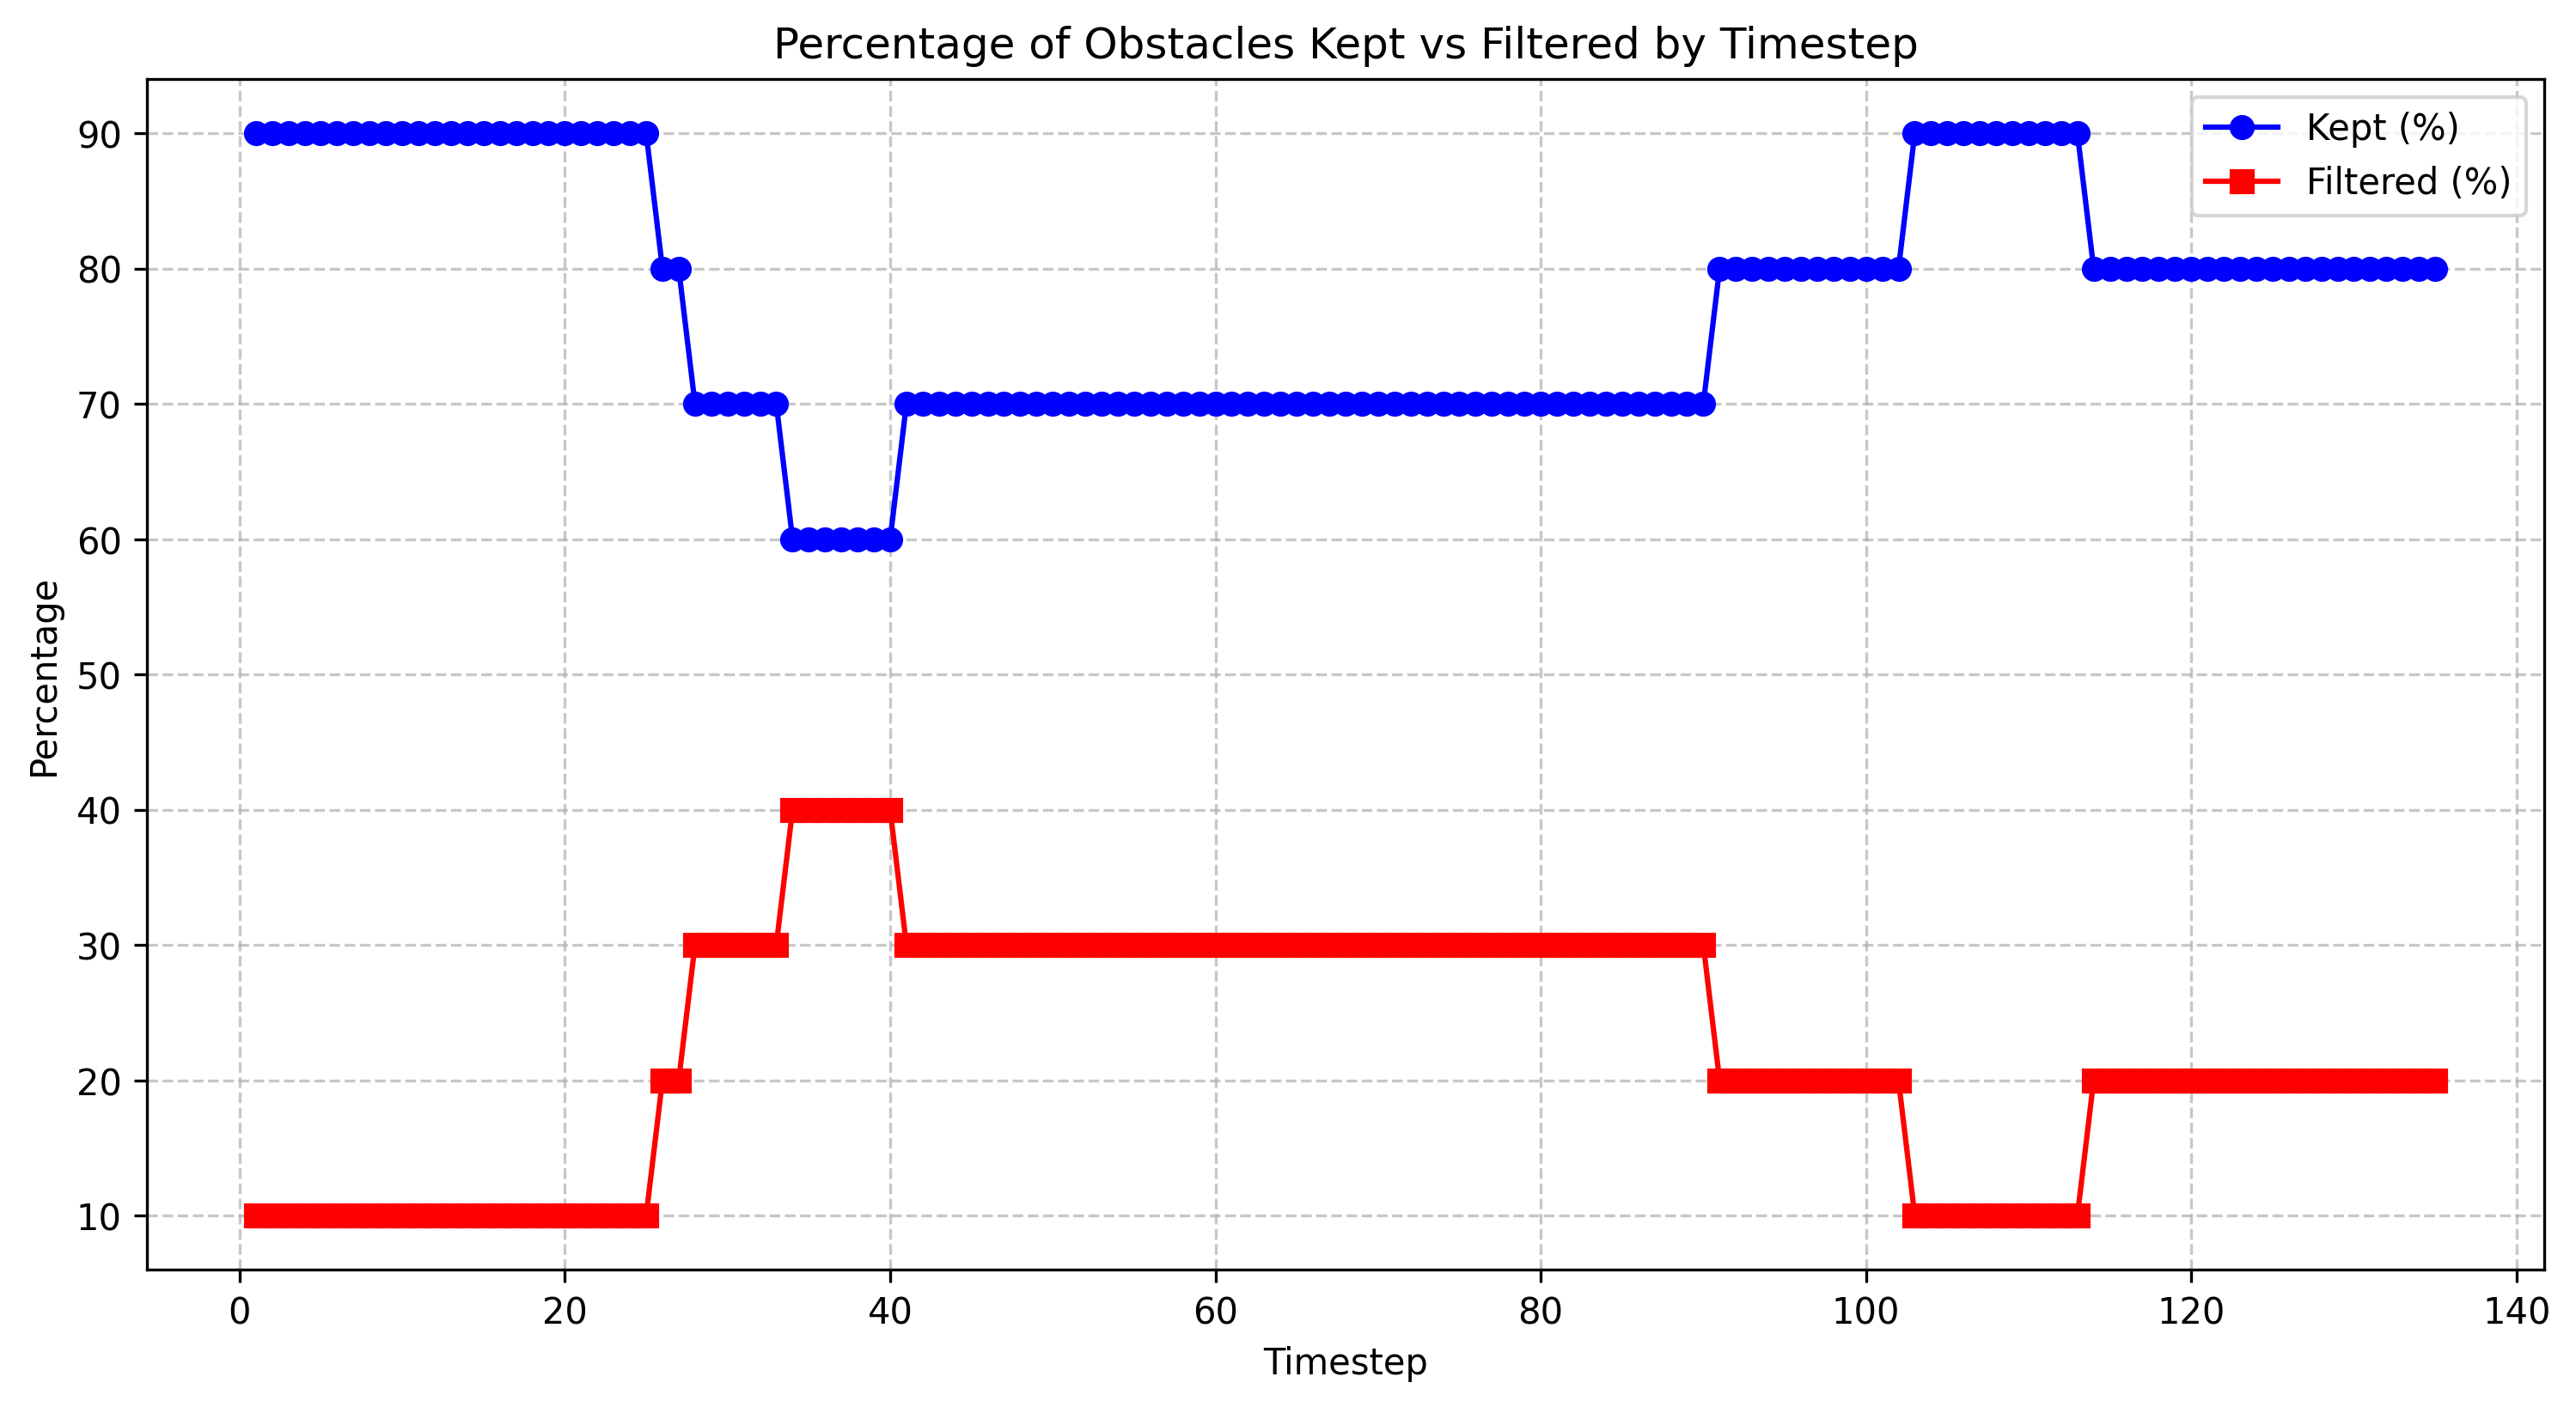 Percentage of Obstacles Kept vs Filtered by Timestep
Kept (%)
Filtered (%)
90
80
70
60
50
40
30
20
10
Percentage
0 20 40 60 80 100 120 140
Timestep